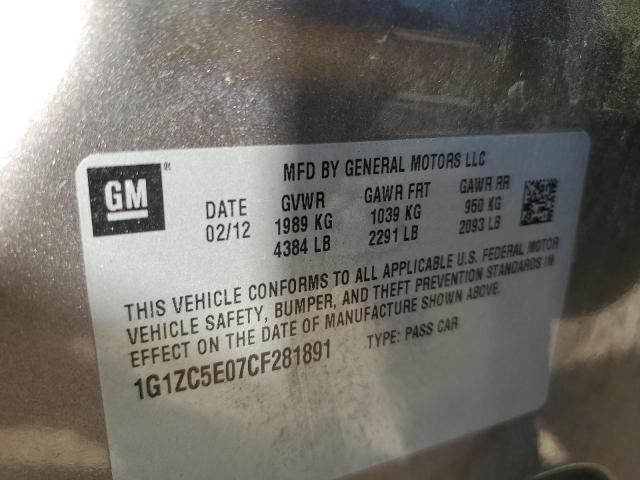 GM®
MFD BY GENERAL MOTORS LLC
DATE GVWR GAWR FRT GAWR RR
02/12 1989 KG 1039 KG 950 KG
4384 LB 2291 LB 2093 LB
THIS VEHICLE CONFORMS TO ALL APPLICABLE U.S. FEDERAL MOTOR
VEHICLE SAFETY, BUMPER, AND THEFT PREVENTION STANDARDS IN
EFFECT ON THE DATE OF MANUFACTURE SHOWN ABOVE.
1G1ZC5E07CF281891 TYPE: PASS CAR